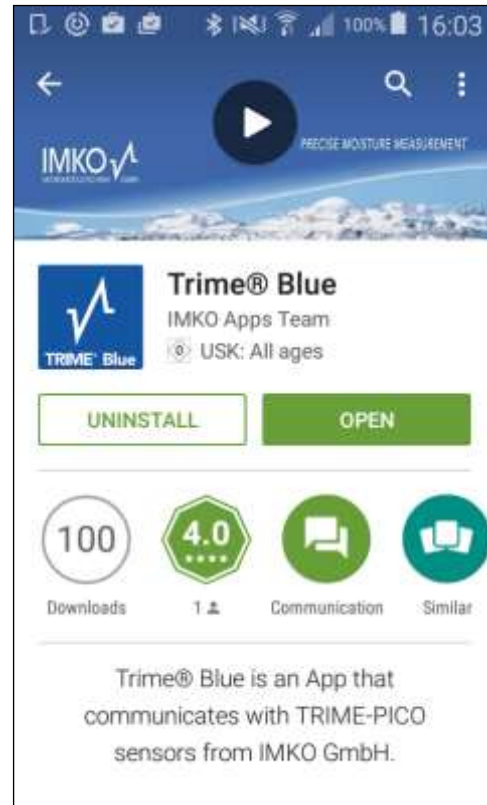 100% 16:03
IMKO
PRECISE MOISTURE MEASUREMENT
TRIME® Blue
Trime® Blue
IMKO Apps Team
0 USK: All ages
UNINSTALL
OPEN
100
4.0
Downloads
1
Communication
Similar
Trime® Blue is an App that
communicates with TRIME-PICO
sensors from IMKO GmbH.